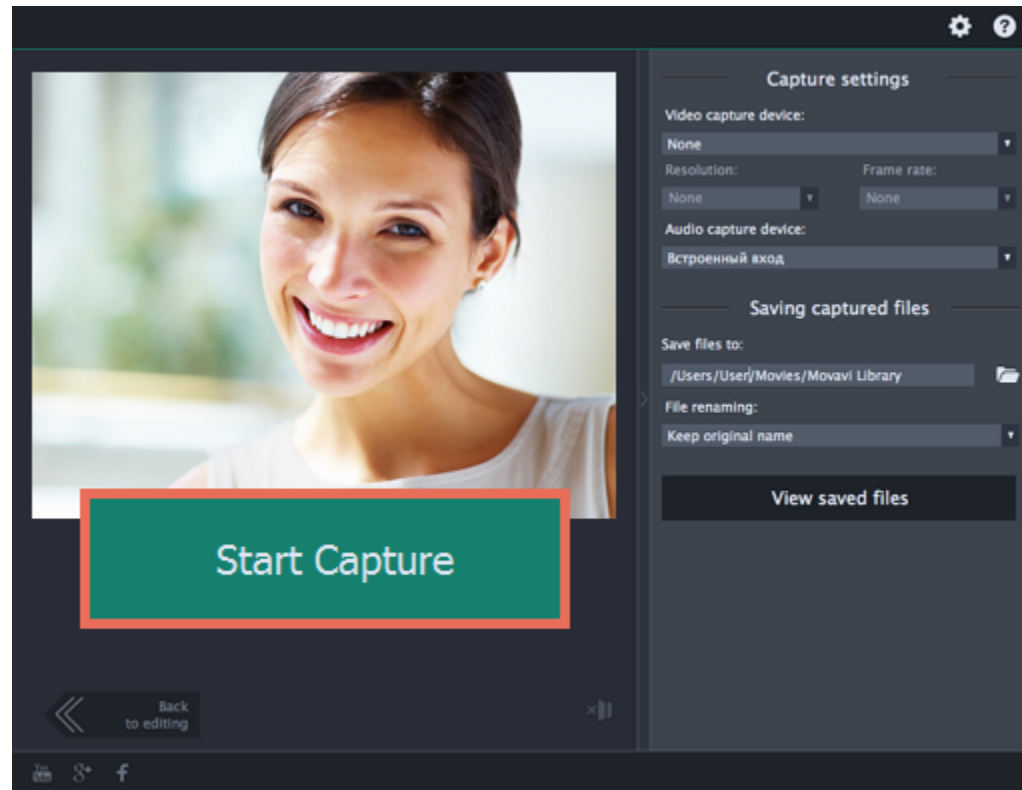 Capture settings
Video capture device:
None
Resolution: Frame rate:
None None
Audio capture device:
Встроенный вход
Saving captured files
Save files to:
/Users/User/Movies/Movavi Library
File renaming:
Keep original name
View saved files
Start Capture
Back
to editing